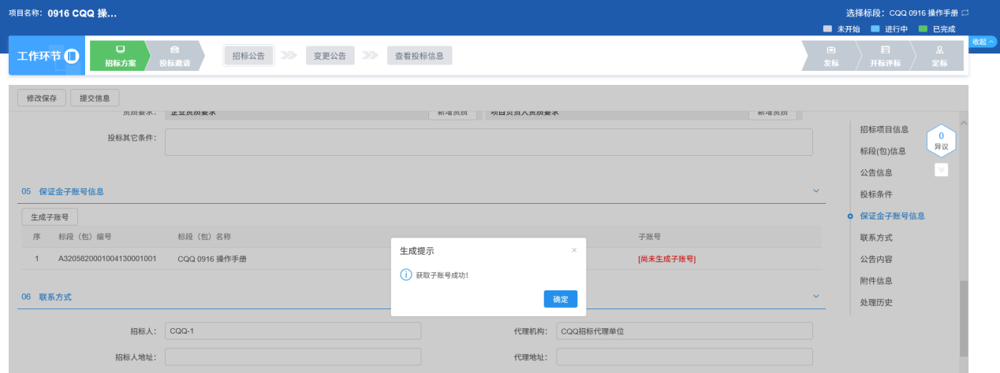 项目名称: 0916 CQQ 操...
选择标段: CQQ 0916 操作手册
未开始 进行中 已完成
收起
工作环节
招标方案
投标邀请
招标公告
变更公告
查看投标信息
发标
开标评标
定标
修改保存 提交信息
资质要求: 企业资质要求 新增资质 项目负责人资质要求 新增资质
投标其它条件:
05 保证金子账号信息
生成子账号
序 标段（包）编号 标段（包）名称 子账号
1 A3205820001004130001001 CQQ 0916 操作手册 [尚未生成子账号]
生成提示
获取子账号成功!
确定
06 联系方式
招标人: CQQ-1 代理机构: CQQ招标代理单位
招标人地址: 代理地址:
招标项目信息
标段(包)信息
公告信息
投标条件
保证金子账号信息
联系方式
公告内容
附件信息
处理历史
0
异议